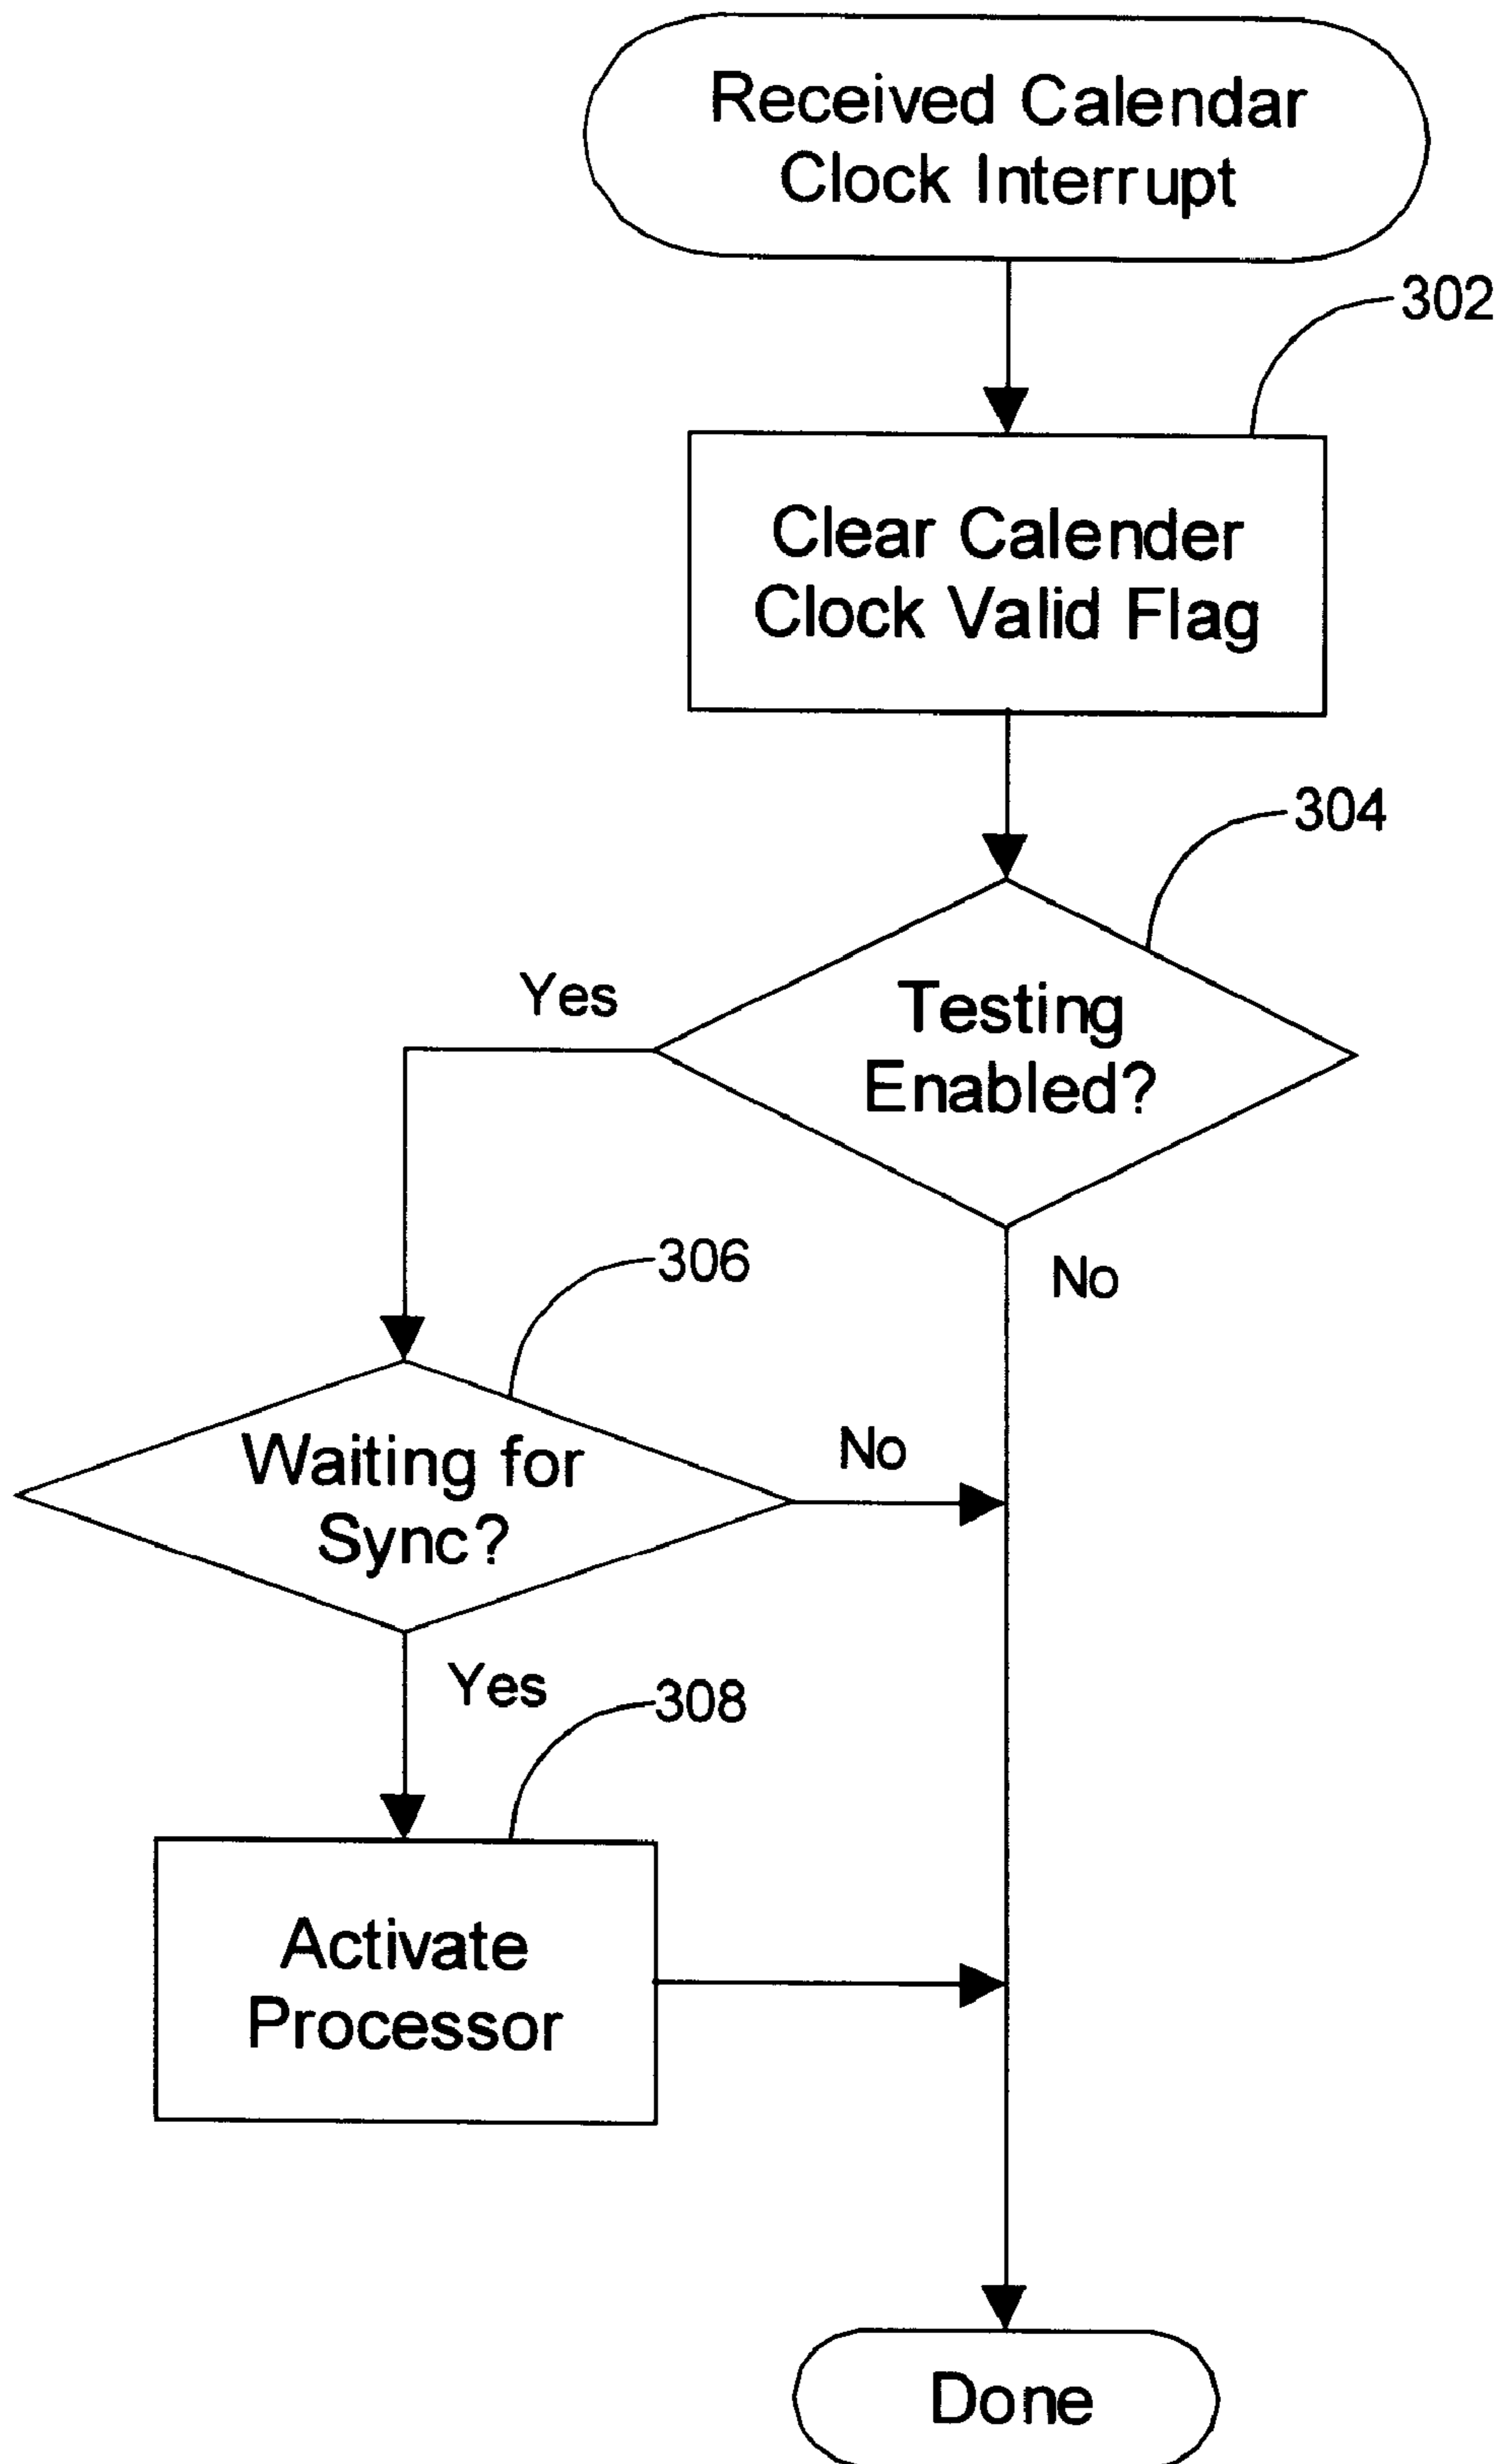 Received Calendar
Clock Interrupt
302
Clear Calender
Clock Valid Flag
304
Yes
Testing
Enabled?
306
No
Waiting for
Sync?
No
Yes
308
Activate
Processor
Done